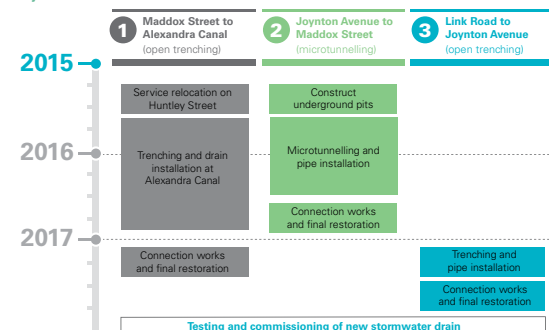 1
Maddox Street to
Alexandra Canal
(open trenching)
2
Joynton Avenue to
Maddox Street
(microtunnelling)
3
Link Road to
Joynton Avenue
(open trenching)
2015
Service relocation on
Huntley Street
Construct
underground pits
2016
Trenching and drain
installation at
Alexandra Canal
Microtunnelling and
pipe installation
Connection works
and final restoration
2017
Connection works
and final restoration
Trenching and
pipe installation
Connection works
and final restoration
Testing and commissioning of new stormwater drain